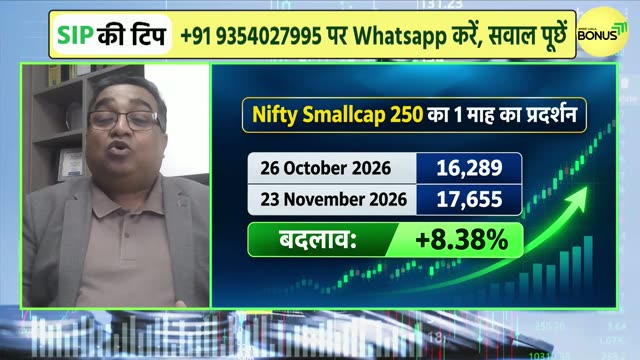 SIP की टिप
+91 9354027995 पर Whatsapp करें, सवाल पूछें
BONUS
Nifty Smallcap 250 का 1 माह का प्रदर्शन
26 October 2026 16,289
23 November 2026 17,655
बदलाव: +8.38%